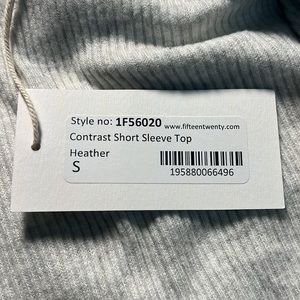 Style no: 1F56020 www.fifteentwenty.com
Contrast Short Sleeve Top
Heather
S
195880066496